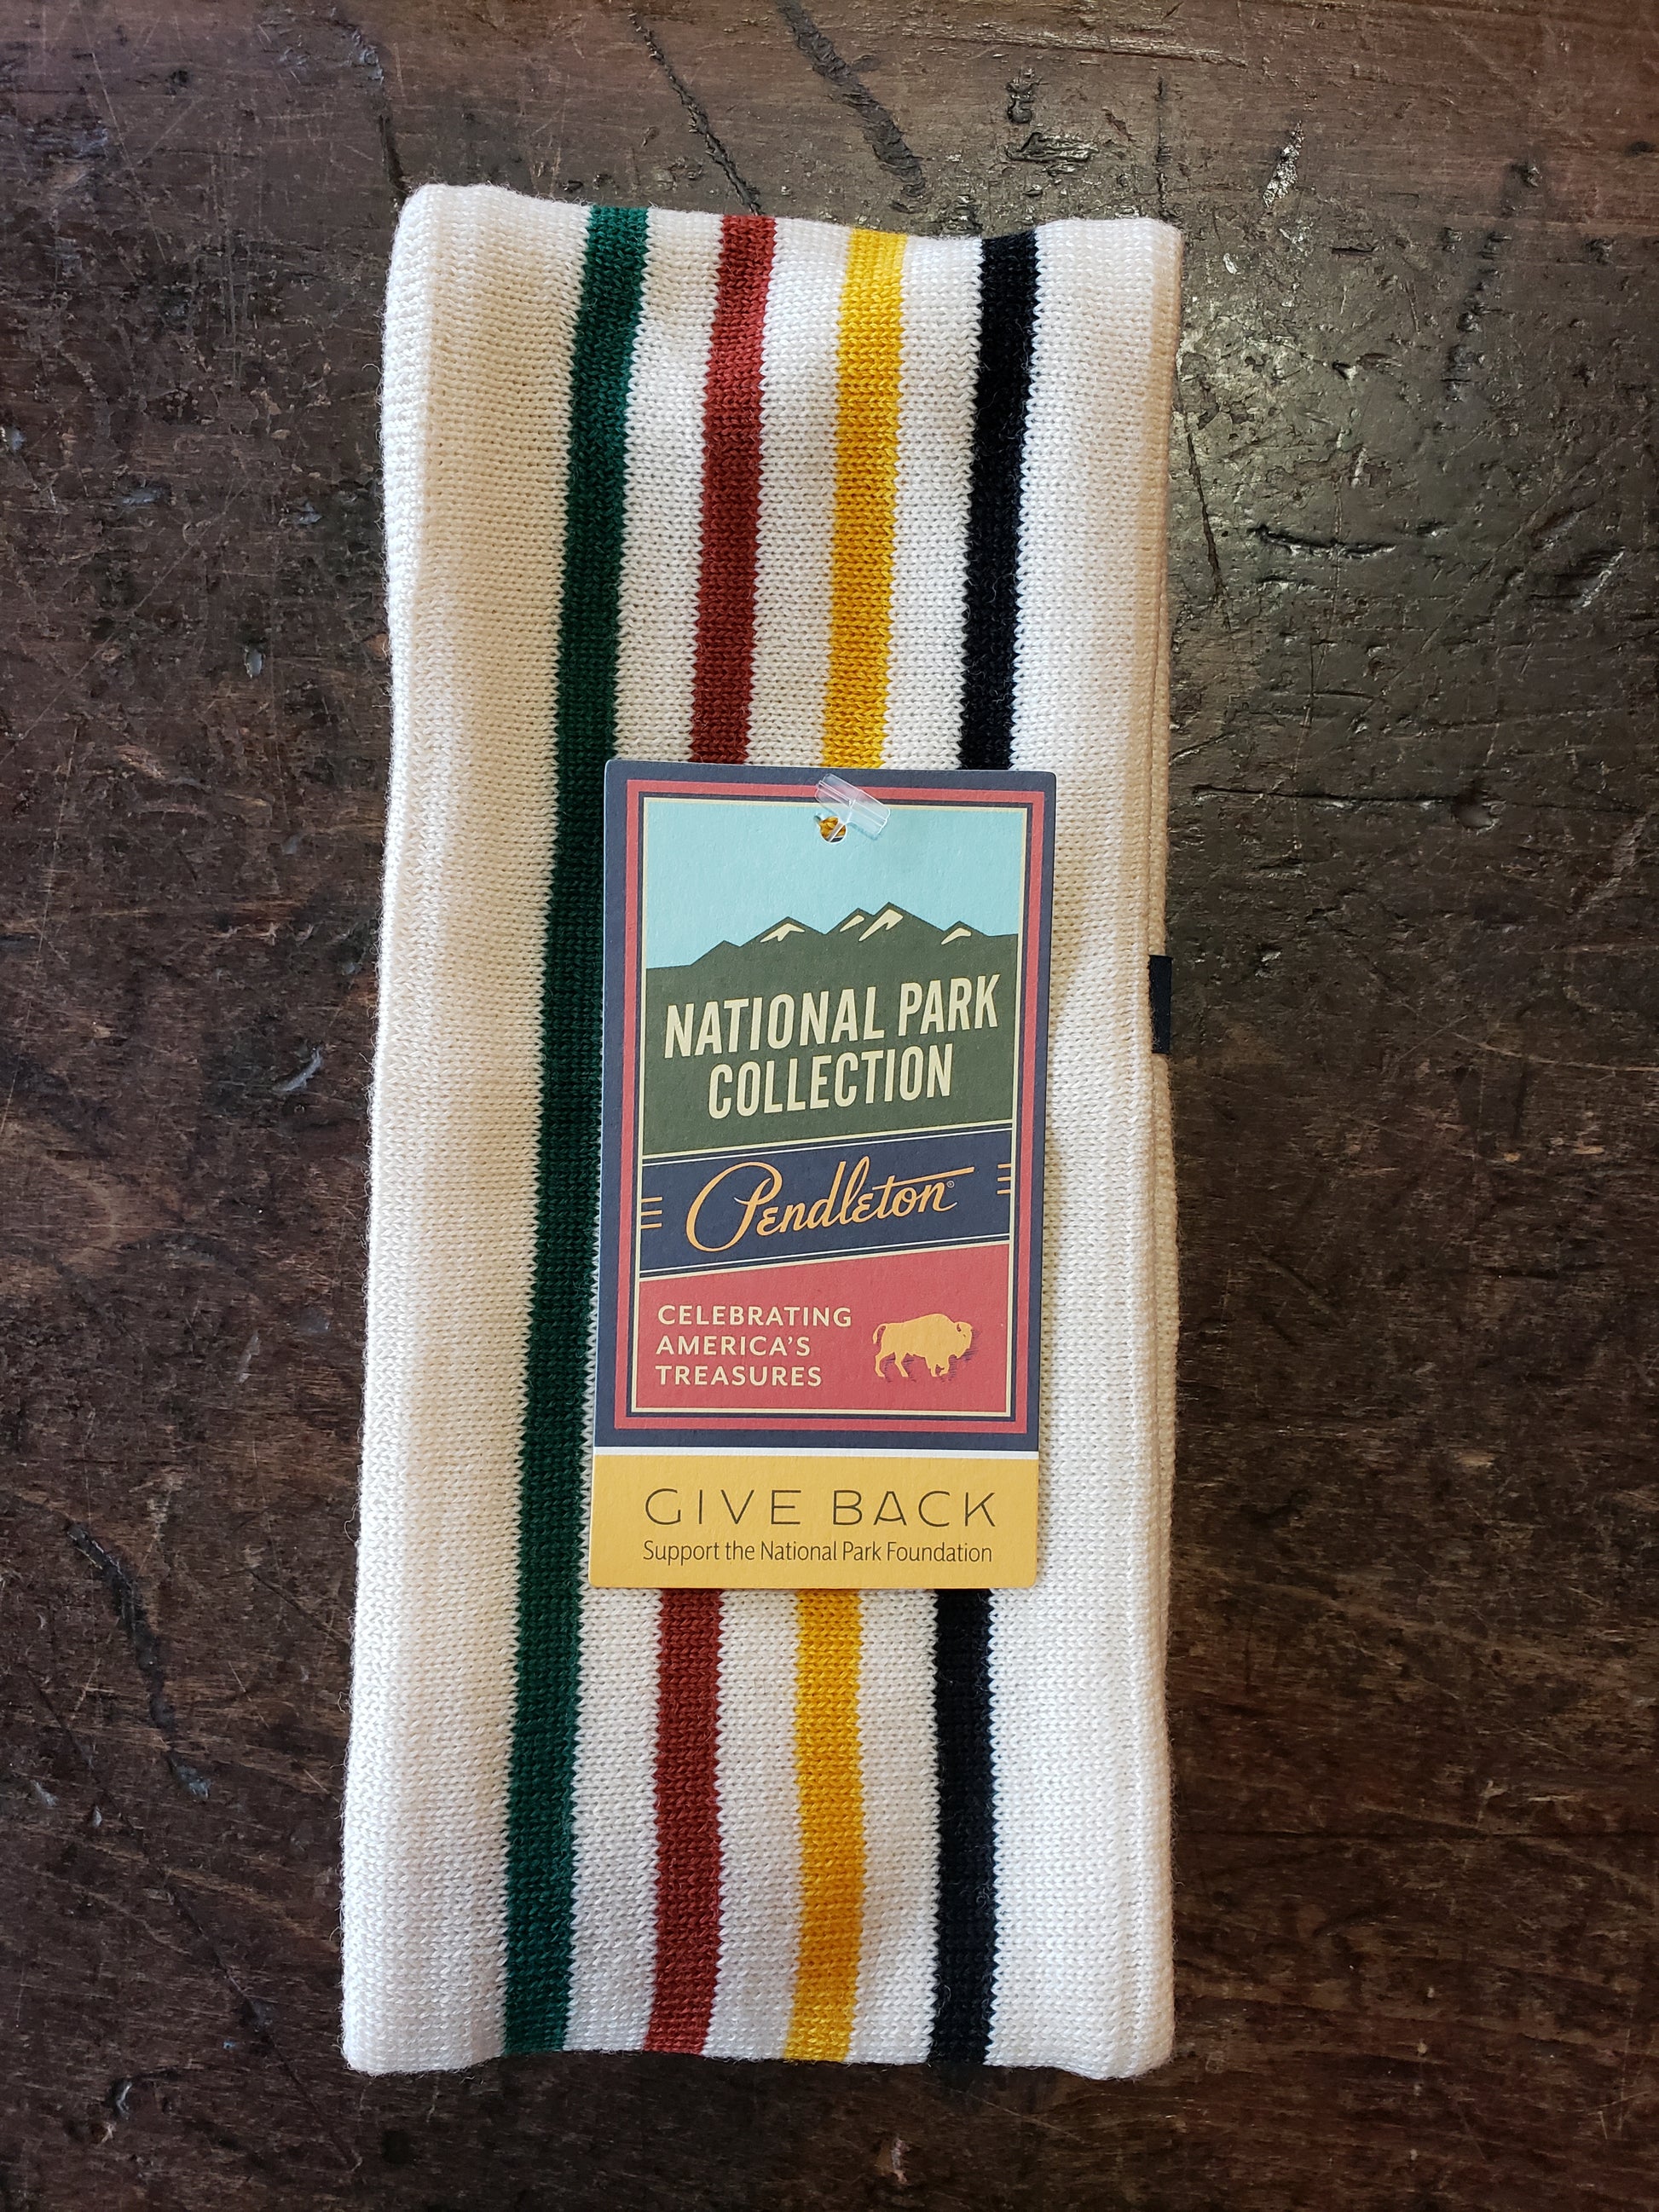 NATIONAL PARK
COLLECTION
Pendleton®
CELEBRATING
AMERICA'S
TREASURES
GIVE BACK
Support the National Park Foundation